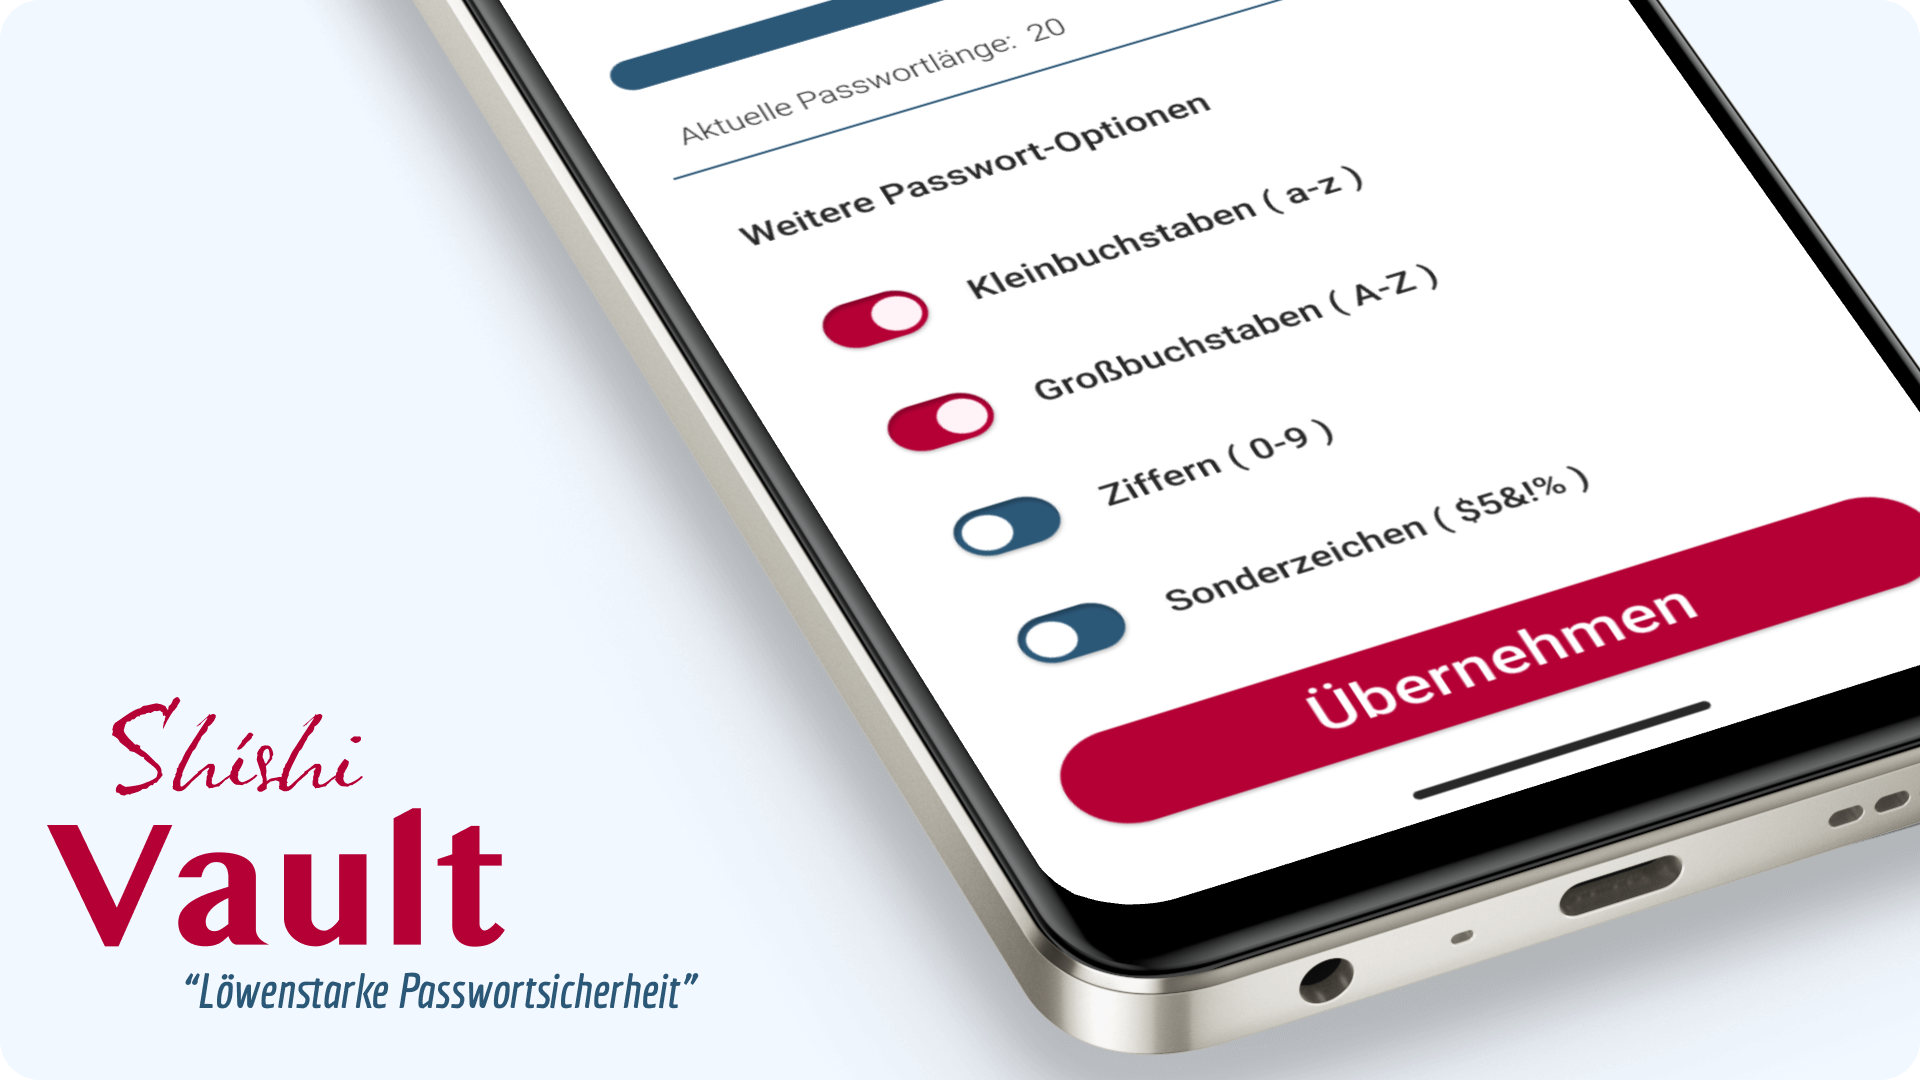 Aktuelle Passwortlänge: 20
Weitere Passwort-Optionen
Kleinbuchstaben ( a-z )
Großbuchstaben ( A-Z )
Ziffern ( 0-9 )
Sonderzeichen ( $5&!% )
Übernehmen
Shishi
Vault
“Löwenstarke Passwortsicherheit”